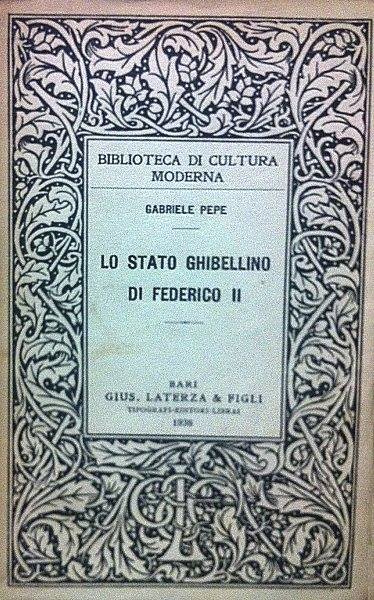 BIBLIOTECA DI CULTURA
MODERNA
GABRIELE PEPE
LO STATO GHIBELLINO
DI FEDERICO II
BARI
GIUS. LATERZA & FIGLI
TIPOGRAFI-EDITORI-LIBRAI
1938